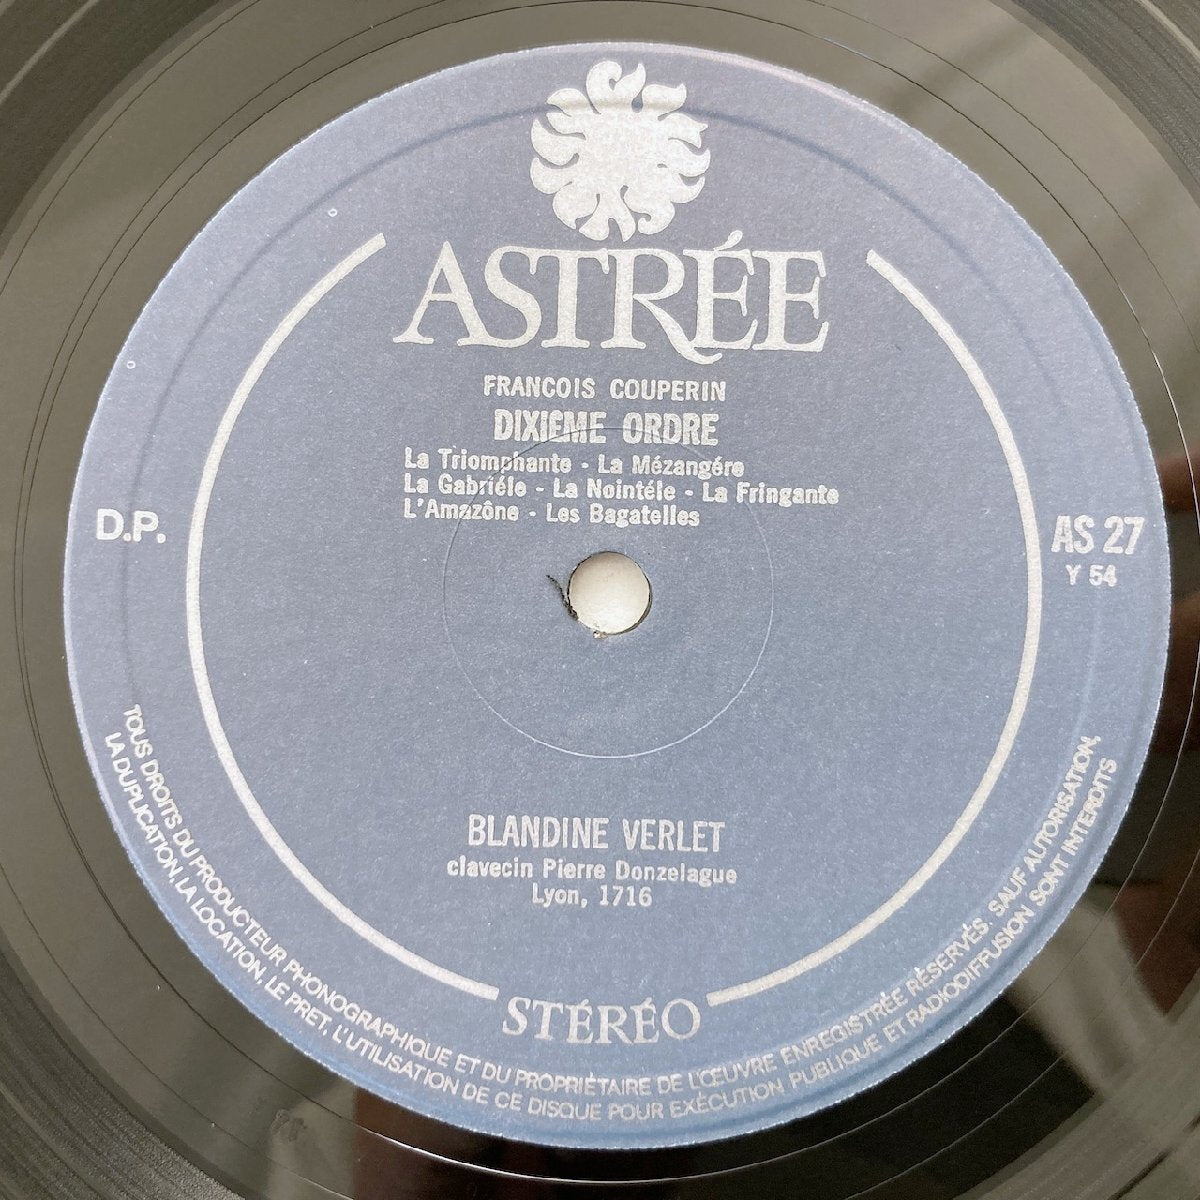 ASTRÉE
FRANCOIS COUPERIN
DIXIEME ORDRE
La Triomphante - La Mézangére
La Gabriéle - La Nointéle - La Fringante
L'Amazône - Les Bagatelles
D.P.
AS 27
Y 54
BLANDINE VERLET
clavecin Pierre Donzelague
Lyon, 1716
STÉRÉO
TOUS DROITS DU PRODUCTEUR PHONOGRAPHIQUE ET DU PROPRIÉTAIRE DE L'ŒUVRE ENREGISTRÉE RÉSERVÉS. SAUF AUTORISATION,
LA DUPLICATION, LA LOCATION, LE PRET, L'UTILISATION DE CE DISQUE POUR EXÉCUTION PUBLIQUE ET RADIODIFFUSION SONT INTERDITS